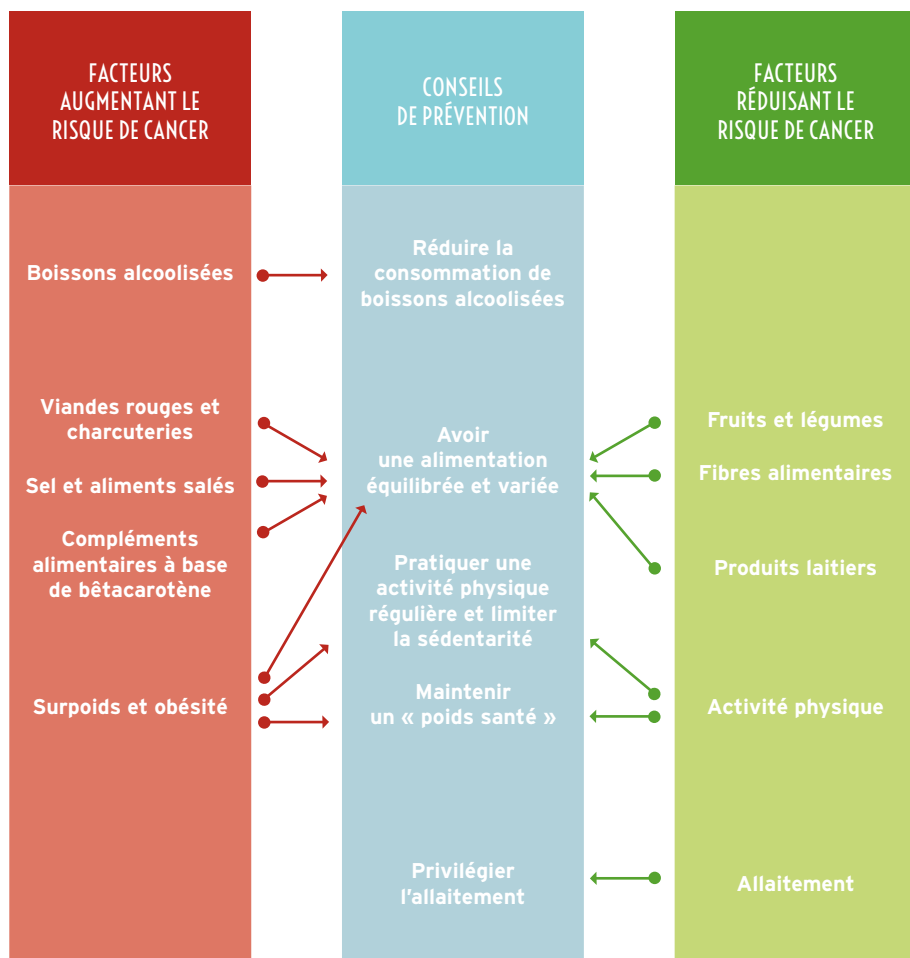 FACTEURS
AUGMENTANT LE
RISQUE DE CANCER
Boissons alcoolisées
Viandes rouges et
charcuteries
Sel et aliments salés
Compléments
alimentaires à base
de bêtacarotène
Surpoids et obésité
CONSEILS
DE PRÉVENTION
Réduire la
consommation de
boissons alcoolisées
Avoir
une alimentation
équilibrée et variée
Pratiquer une
activité physique
régulière et limiter
la sédentarité
Maintenir
un « poids santé »
Privilégier
l'allaitement
FACTEURS
RÉDUISANT LE
RISQUE DE CANCER
Fruits et légumes
Fibres alimentaires
Produits laitiers
Activité physique
Allaitement